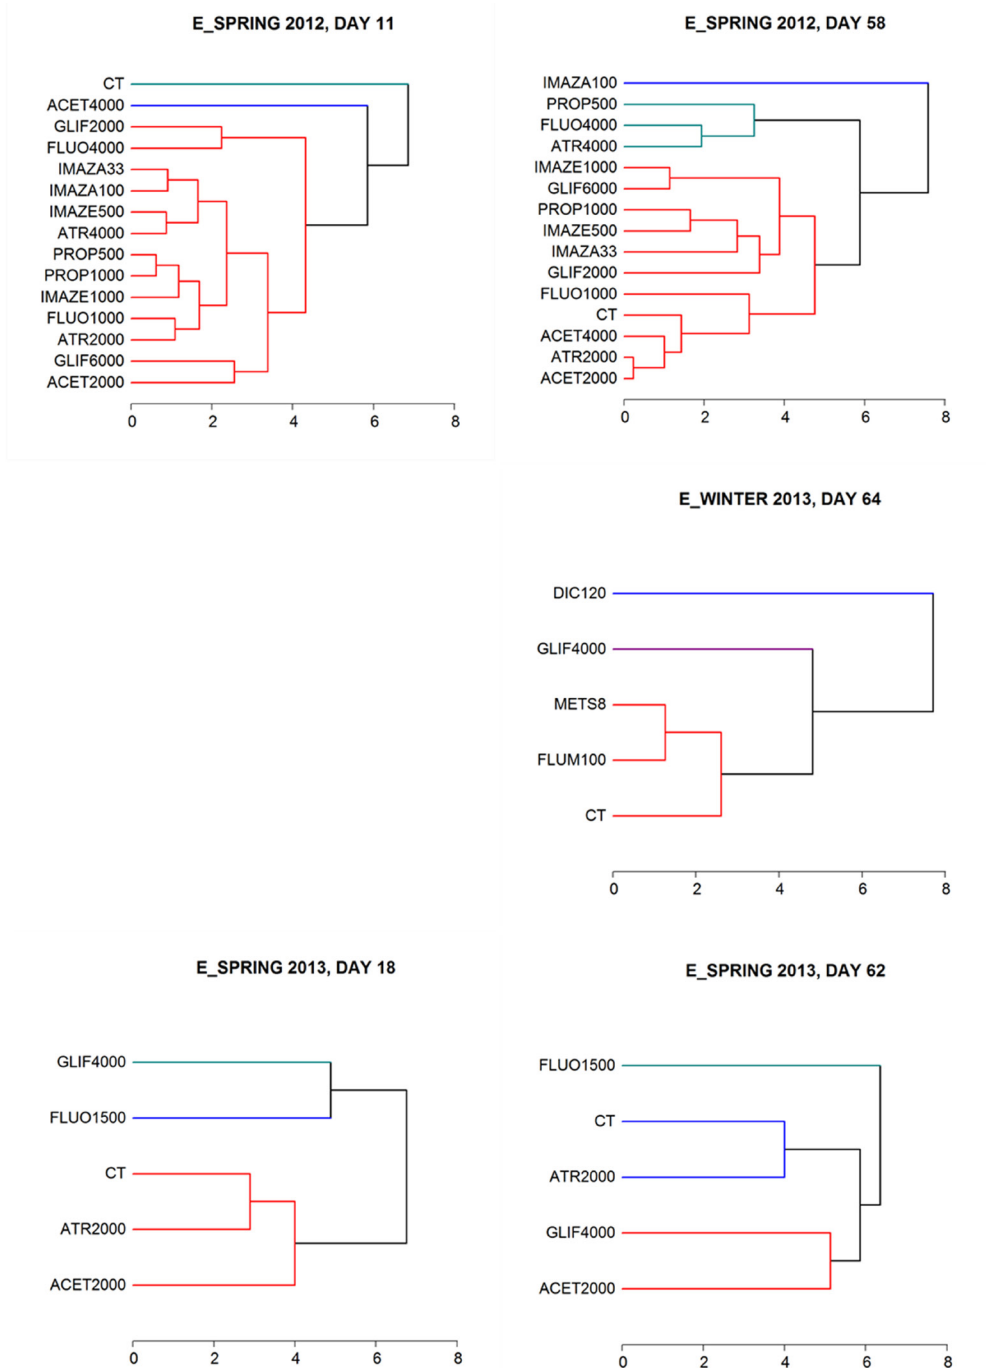 E_SPRING 2012, DAY 11
CT
ACET4000
GLIF2000
FLUO4000
IMAZA33
IMAZA100
IMAZE500
ATR4000
PROP500
PROP1000
IMAZE1000
FLUO1000
ATR2000
GLIF6000
ACET2000
0 2 4 6 8
E_SPRING 2012, DAY 58
IMAZA100
PROP500
FLUO4000
ATR4000
IMAZE1000
GLIF6000
PROP1000
IMAZE500
IMAZA33
GLIF2000
FLUO1000
CT
ACET4000
ATR2000
ACET2000
0 2 4 6 8
E_WINTER 2013, DAY 64
DIC120
GLIF4000
METS8
FLUM100
CT
0 2 4 6 8
E_SPRING 2013, DAY 18
GLIF4000
FLUO1500
CT
ATR2000
ACET2000
0 2 4 6 8
E_SPRING 2013, DAY 62
FLUO1500
CT
ATR2000
GLIF4000
ACET2000
0 2 4 6 8